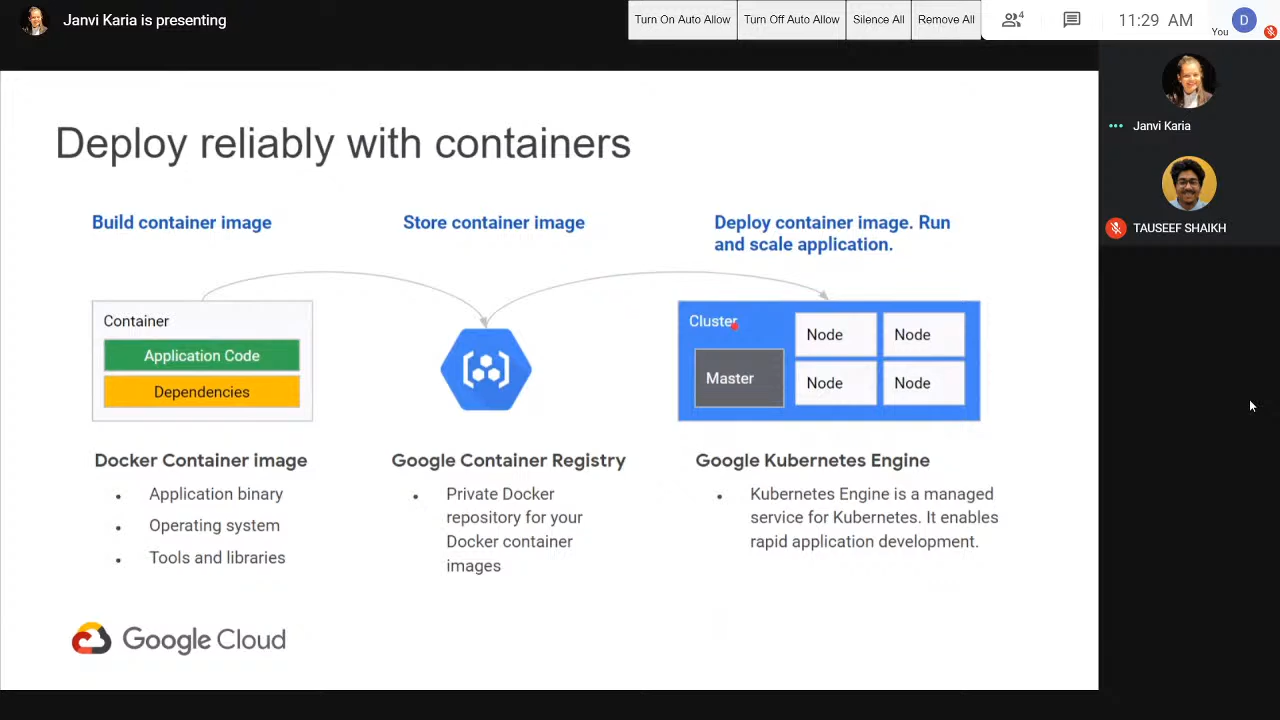 Janvi Karia is presenting
Turn On Auto Allow
Turn Off Auto Allow
Silence All
Remove All
4
11:29 AM
You
D
Janvi Karia
TAUSEEF SHAIKH
Deploy reliably with containers
Build container image
Store container image
Deploy container image. Run
and scale application.
Container
Application Code
Dependencies
Cluster
Master
Node
Node
Node
Node
Docker Container image
Application binary
Operating system
Tools and libraries
Google Container Registry
Private Docker
repository for your
Docker container
images
Google Kubernetes Engine
Kubernetes Engine is a managed
service for Kubernetes. It enables
rapid application development.
Google Cloud